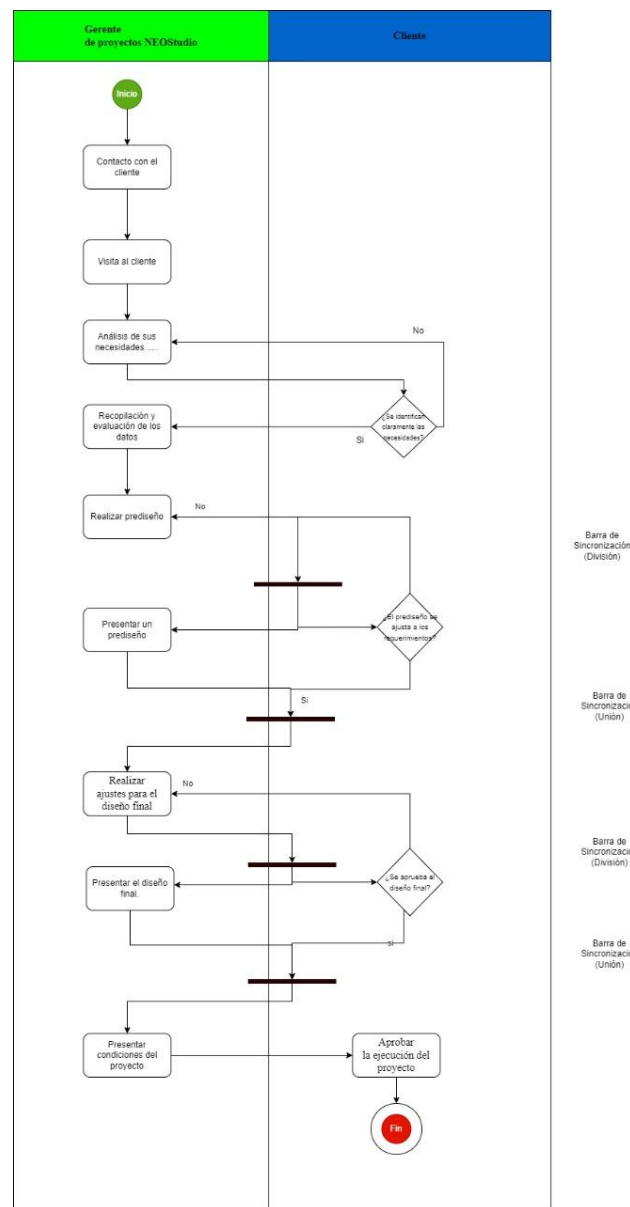 Gerente
de proyectos NEOStudio
Cliente
Inicio
Contacto con el
cliente
Visita al cliente
Análisis de sus
necesidades......
No
¿Se identifican
claramente las
necesidades?
Si
Recopilación y
evaluación de los
datos
Realizar prediseño
No
Barra de
Sincronización
(División)
Presentar un
prediseño
¿El prediseño se
ajusta a los
requerimientos?
Si
Barra de
Sincronizació
(Unión)
Realizar
ajustes para el
diseño final
No
Barra de
Sincronizació
(División)
Presentar el diseño
final.
¿Se aprueba el
diseño final?
si
Barra de
Sincronizació
(Unión)
Presentar
condiciones del
proyecto
Aprobar
la ejecución del
proyecto
Fin